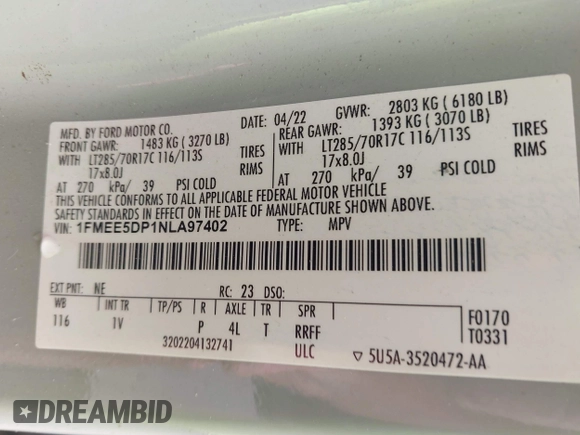 MFD. BY FORD MOTOR CO.
DATE: 04/22 GVWR: 2803 KG ( 6180 LB)
FRONT GAWR: 1483 KG ( 3270 LB)
REAR GAWR: 1393 KG ( 3070 LB)
WITH LT285/70R17C 116/113S TIRES
WITH LT285/70R17C 116/113S TIRES
17x8.0J RIMS
17x8.0J RIMS
AT 270 kPa/ 39 PSI COLD
AT 270 kPa/ 39 PSI COLD
THIS VEHICLE CONFORMS TO ALL APPLICABLE FEDERAL MOTOR VEHICLE
SAFETY STANDARDS IN EFFECT ON THE DATE OF MANUFACTURE SHOWN ABOVE.
VIN: 1FMEE5DP1NLA97402 TYPE: MPV
EXT PNT: NE RC: 23 DSO:
WB INT TR TP/PS R AXLE TR SPR
F0170
116 1V P 4L T RRFF
T0331
3202204132741 ULC ▽ 5U5A-3520472-AA
DREAMBID